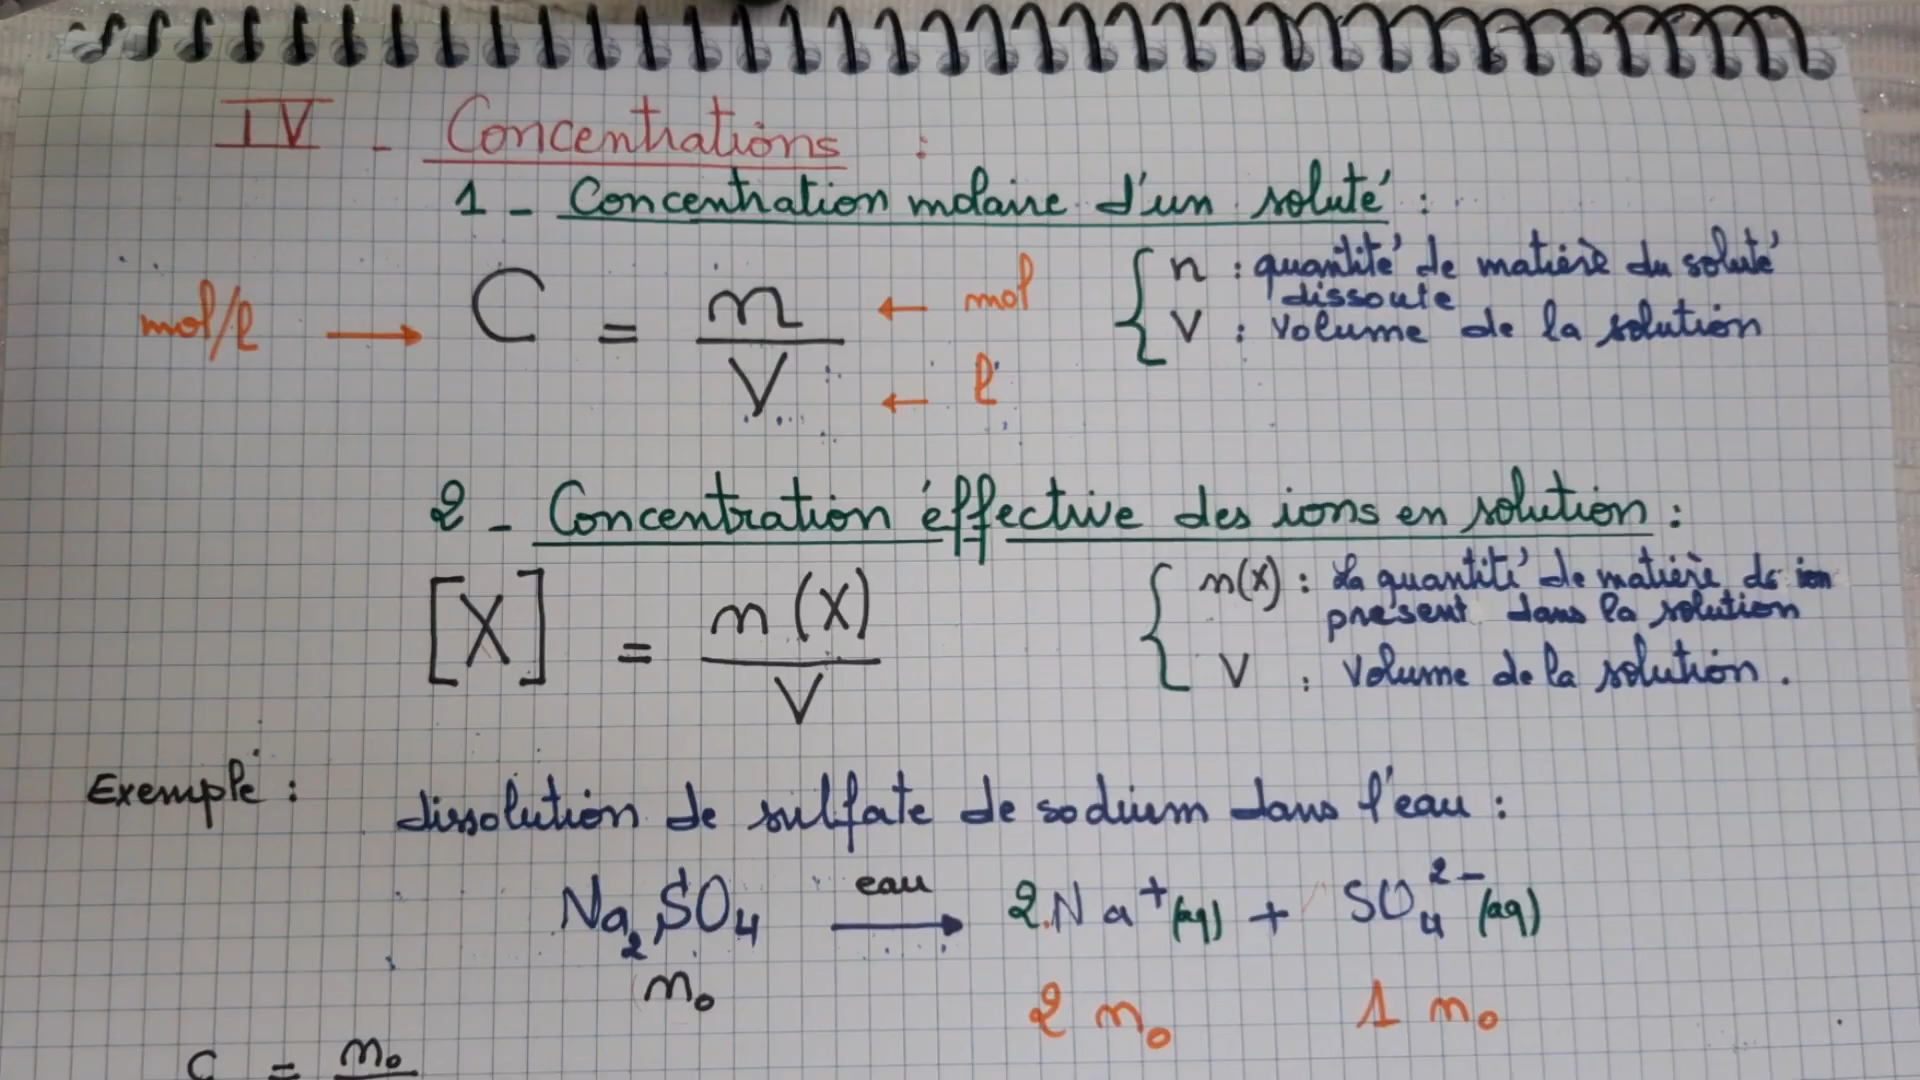 IV - Concentrations :
1 - Concentration molaire d'un soluté :
mol/l → C = n / V ← mol ← l
{ n : quantité de matière du soluté
dissoute
V : Volume de la solution
2 - Concentration éffective des ions en solution :
[X] = n(X) / V
{ n(X) : La quantité de matière de ion
présent dans la solution
V : Volume de la solution.
Exemple :
dissolution de sulfate de sodium dans l'eau :
Na₂SO₄ eau → 2.Na⁺(aq) + SO₄²⁻(aq)
n₀ 2 n₀ 1 n₀
C = n₀